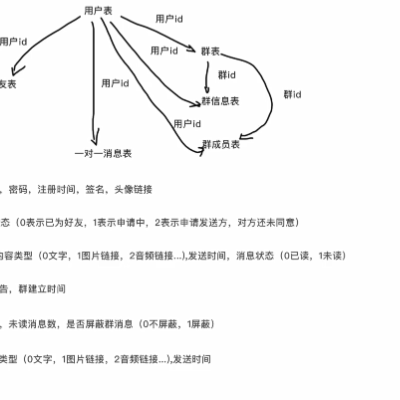 用户表
用户id
用户id
用户id
群表
群id
友表
用户id
群信息表
群id
用户id
群成员表
一对一消息表
，密码，注册时间，签名、头像链接
态（0表示已为好友，1表示申请中，2表示申请发送方，对方还未同意）
内容类型（0文字，1图片链接，2音频链接...),发送时间，消息状态（0已读，1未读）
告，群建立时间
，未读消息数，是否屏蔽群消息（0不屏蔽，1屏蔽）
类型（0文字，1图片链接，2音频链接...),发送时间